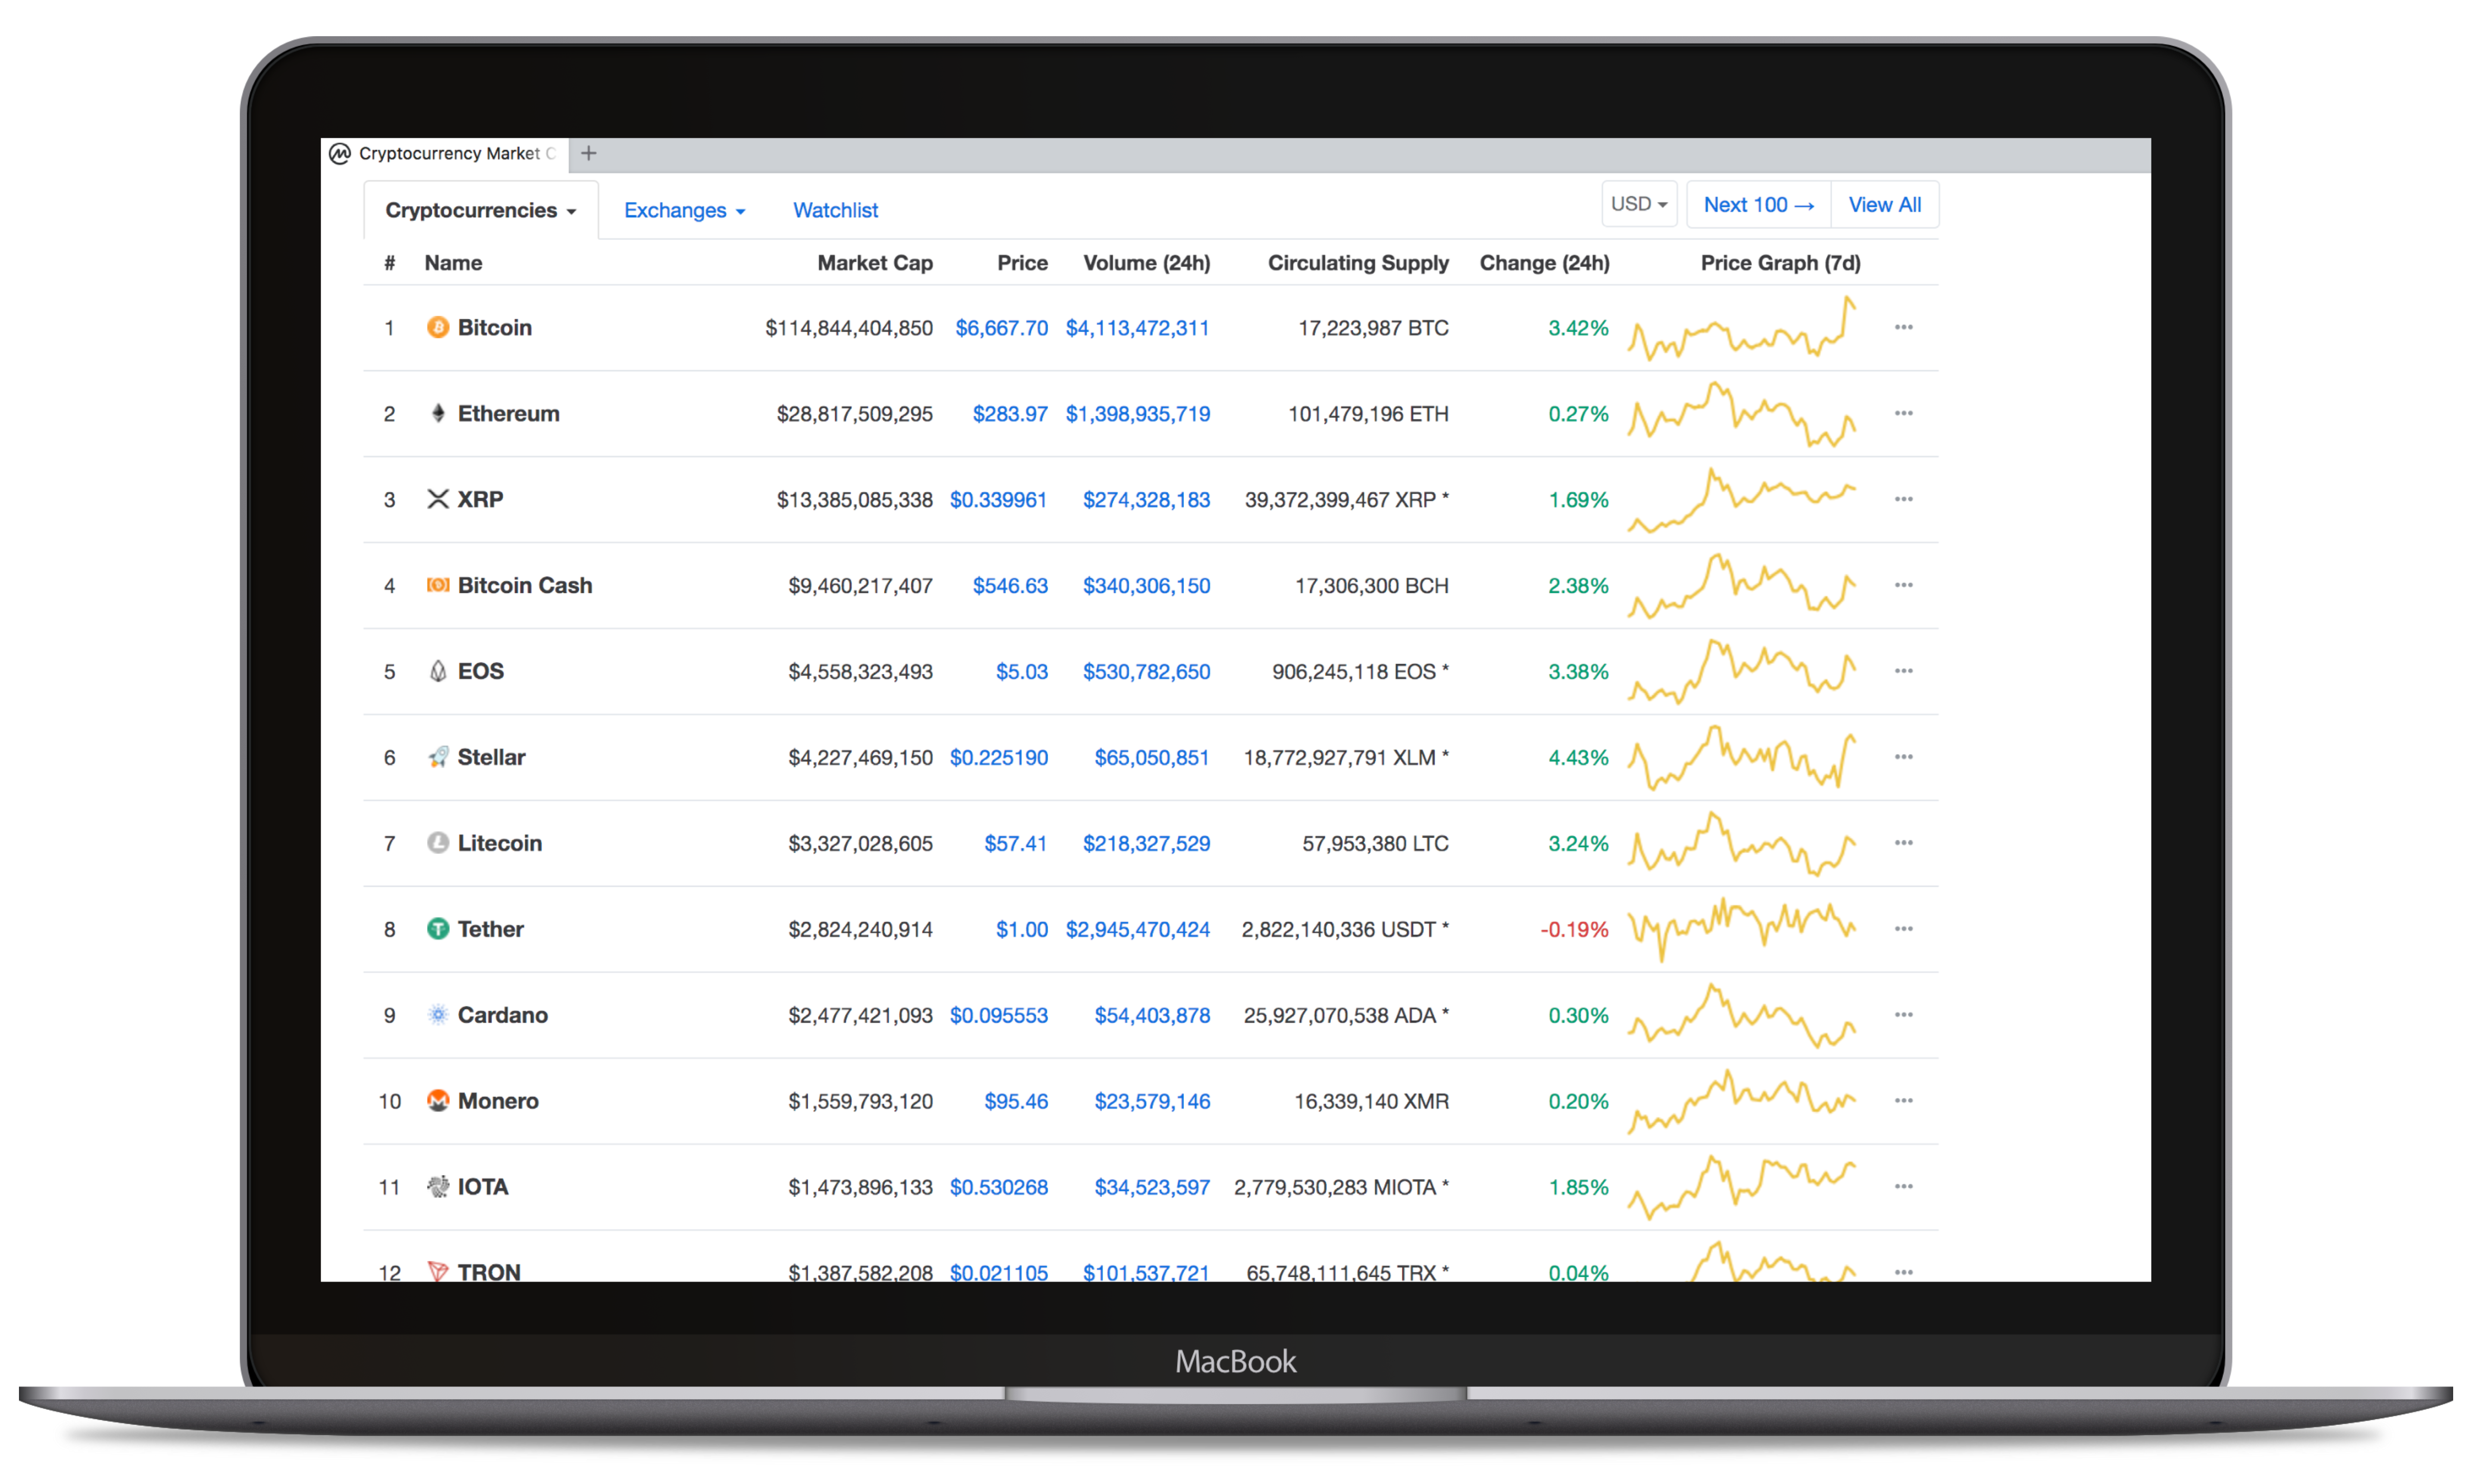 Cryptocurrency Market C
Cryptocurrencies Exchanges Watchlist USD Next 100 → View All
# Name Market Cap Price Volume (24h) Circulating Supply Change (24h) Price Graph (7d)
1 Bitcoin $114,844,404,850 $6,667.70 $4,113,472,311 17,223,987 BTC 3.42%
2 Ethereum $28,817,509,295 $283.97 $1,398,935,719 101,479,196 ETH 0.27%
3 XRP $13,385,085,338 $0.339961 $274,328,183 39,372,399,467 XRP * 1.69%
4 Bitcoin Cash $9,460,217,407 $546.63 $340,306,150 17,306,300 BCH 2.38%
5 EOS $4,558,323,493 $5.03 $530,782,650 906,245,118 EOS * 3.38%
6 Stellar $4,227,469,150 $0.225190 $65,050,851 18,772,927,791 XLM * 4.43%
7 Litecoin $3,327,028,605 $57.41 $218,327,529 57,953,380 LTC 3.24%
8 Tether $2,824,240,914 $1.00 $2,945,470,424 2,822,140,336 USDT * -0.19%
9 Cardano $2,477,421,093 $0.095553 $54,403,878 25,927,070,538 ADA * 0.30%
10 Monero $1,559,793,120 $95.46 $23,579,146 16,339,140 XMR 0.20%
11 IOTA $1,473,896,133 $0.530268 $34,523,597 2,779,530,283 MIOTA * 1.85%
12 TRON $1,387,582,208 $0.021105 $101,537,721 65,748,111,645 TRX * 0.04%
MacBook